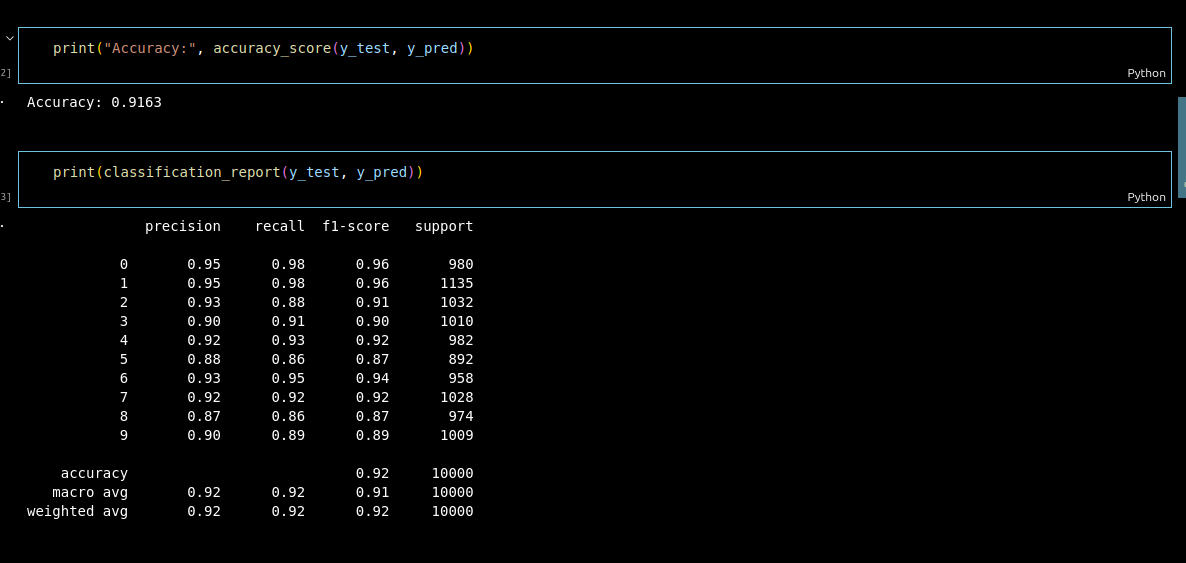 print("Accuracy:", accuracy_score(y_test, y_pred))
2]
Python
Accuracy: 0.9163
print(classification_report(y_test, y_pred))
3]
Python
precision recall f1-score support
0 0.95 0.98 0.96 980
1 0.95 0.98 0.96 1135
2 0.93 0.88 0.91 1032
3 0.90 0.91 0.90 1010
4 0.92 0.93 0.92 982
5 0.88 0.86 0.87 892
6 0.93 0.95 0.94 958
7 0.92 0.92 0.92 1028
8 0.87 0.86 0.87 974
9 0.90 0.89 0.89 1009
accuracy 0.92 10000
macro avg 0.92 0.92 0.91 10000
weighted avg 0.92 0.92 0.92 10000